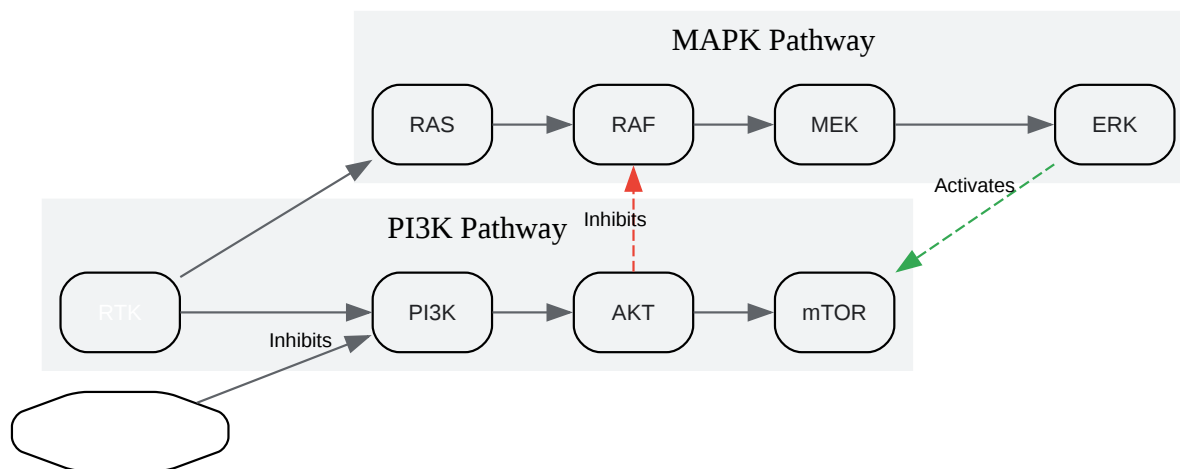 MAPK Pathway
RAS
RAF
MEK
ERK
Activates
Inhibits
PI3K Pathway
RTK
PI3K
AKT
mTOR
Inhibits